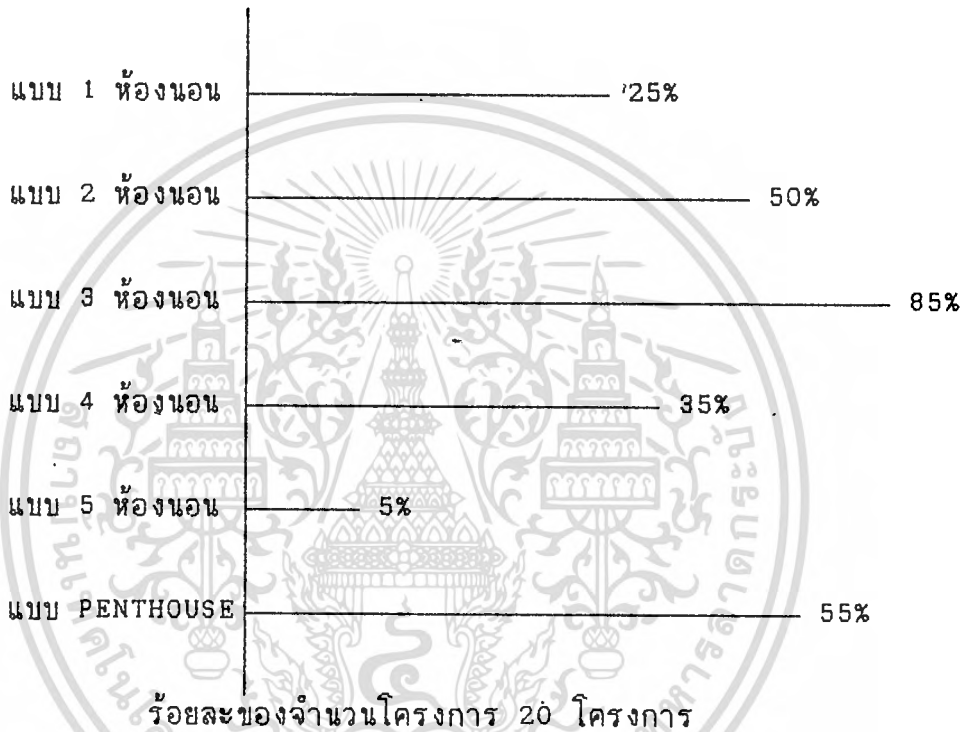 แบบ 1 ห้องนอน 25%
แบบ 2 ห้องนอน 50%
แบบ 3 ห้องนอน 85%
แบบ 4 ห้องนอน 35%
แบบ 5 ห้องนอน 5%
แบบ PENTHOUSE 55%
ร้อยละของจำนวนโครงการ 20 โครงการ